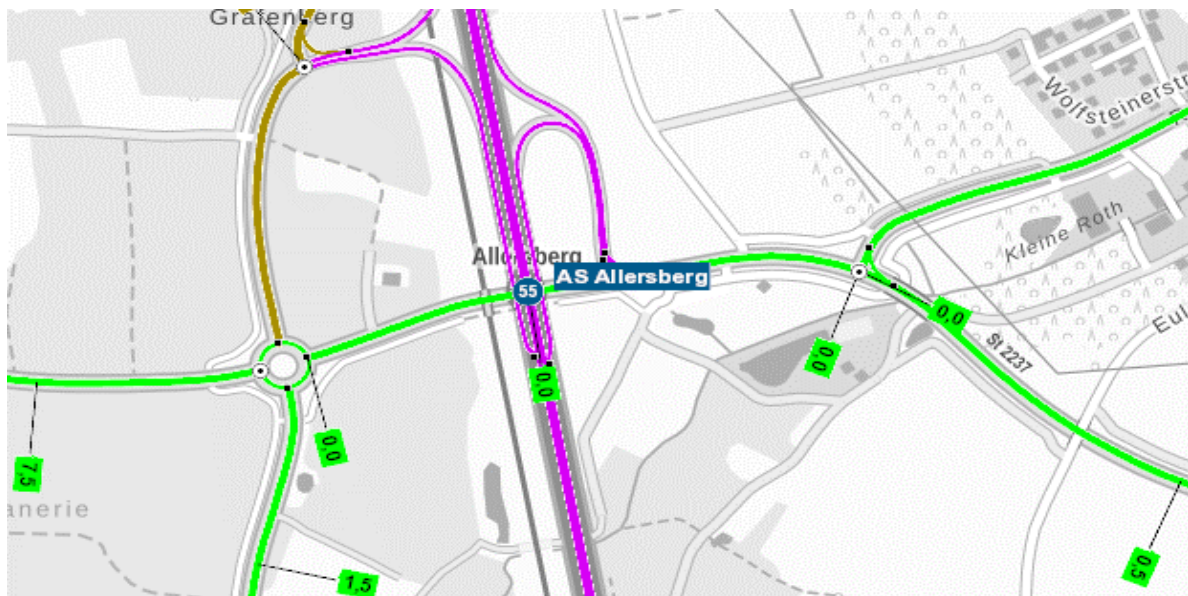 Grafenberg
Wolfsteinerstr
Kleine Roth
Allersberg
AS Allersberg
55
0,0
0,0
St 2237
Eul
0,0
0,0
7,5
anerie
0,5
1,5